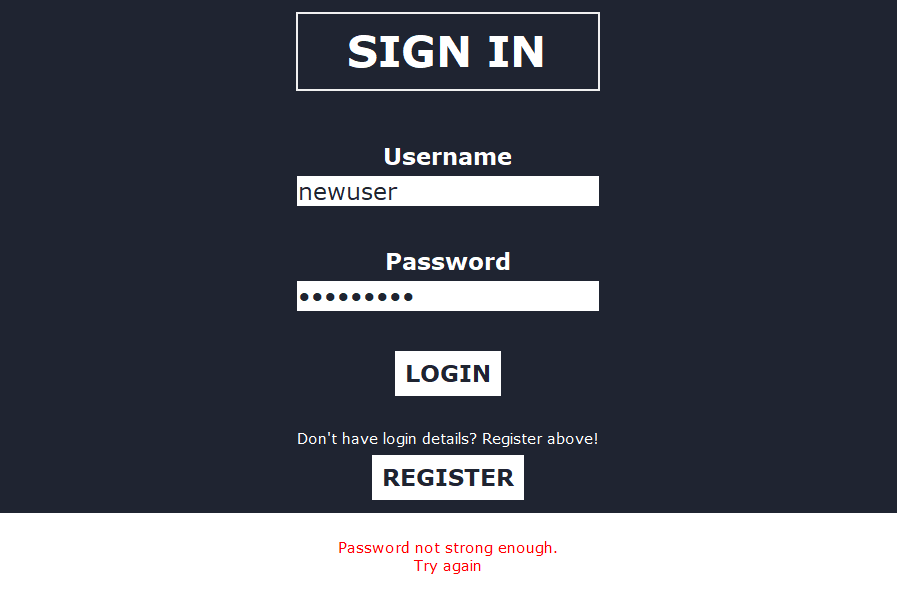 SIGN IN
Username
newuser
Password
•••••••••
LOGIN
Don't have login details? Register above!
REGISTER
Password not strong enough.
Try again